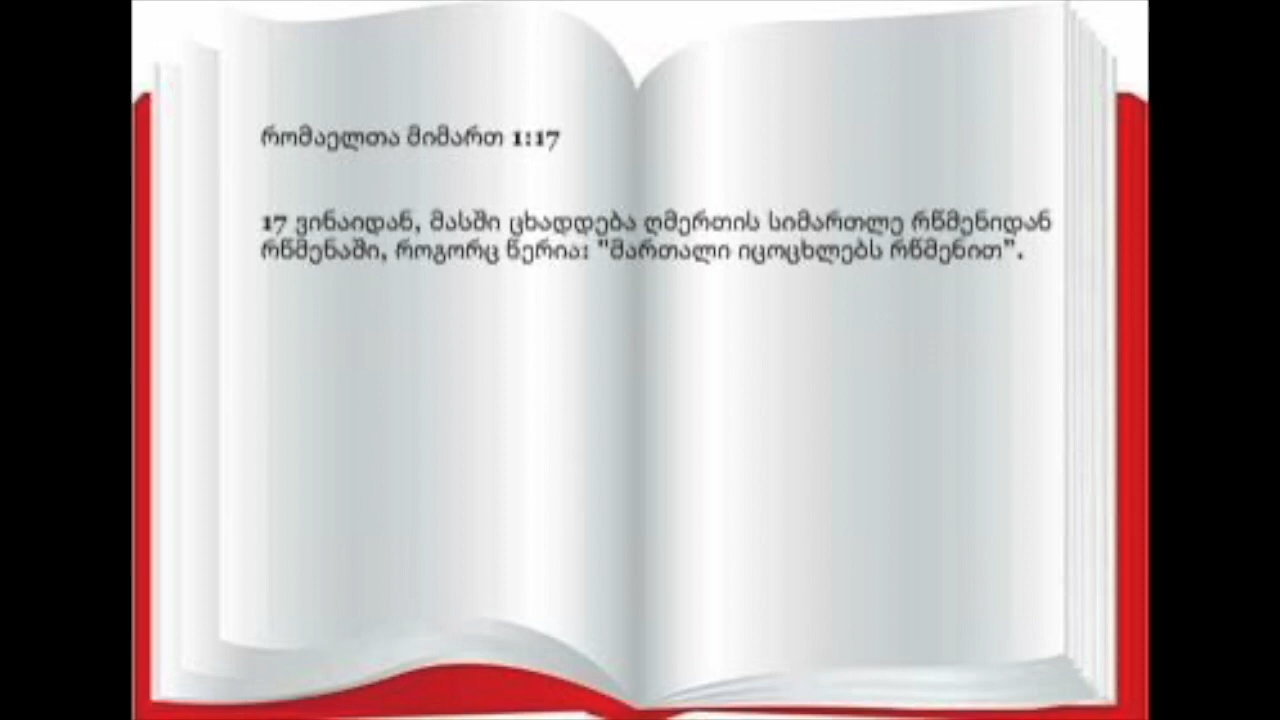 რომაელთა მიმართ 1:17
17 ვინაიდან, მასში ცხადდება ღმერთის სიმართლე რწმენიდან
რწმენაში, როგორც წერია: "მართალი იცოცხლებს რწმენით".